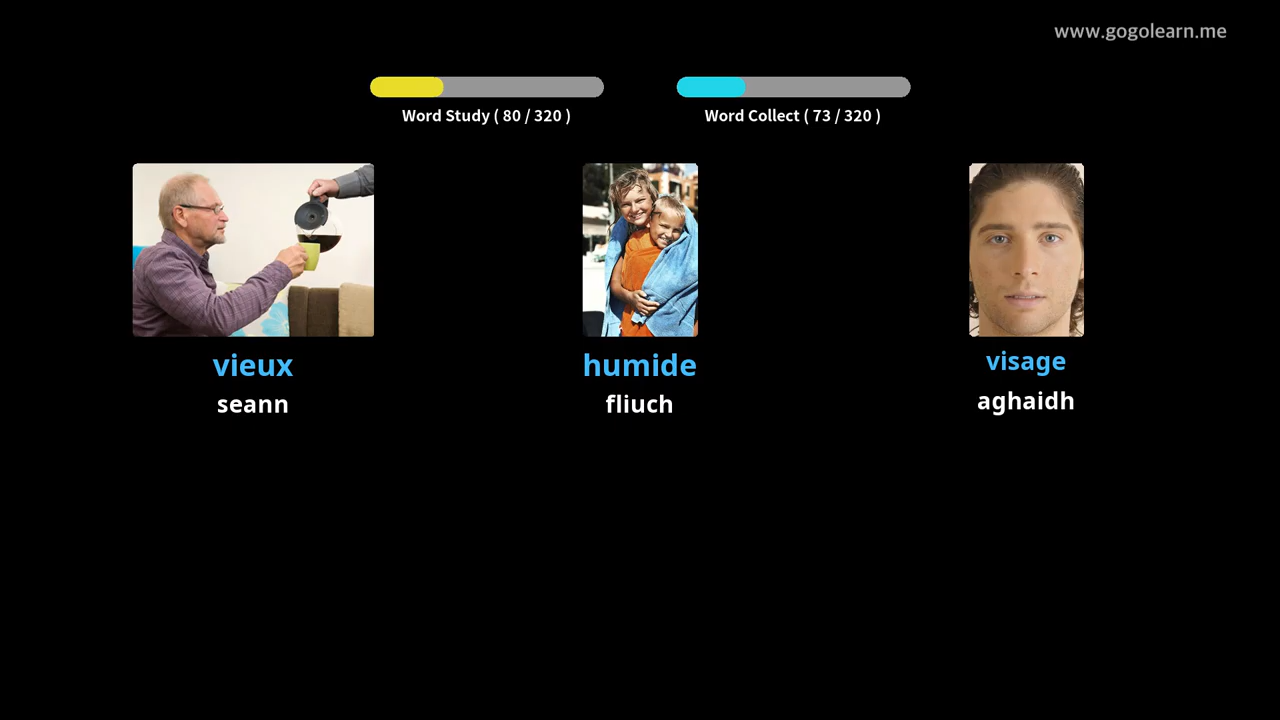 www.gogolearn.me
Word Study ( 80 / 320 )
Word Collect ( 73 / 320 )
vieux
seann
humide
fliuch
visage
aghaidh